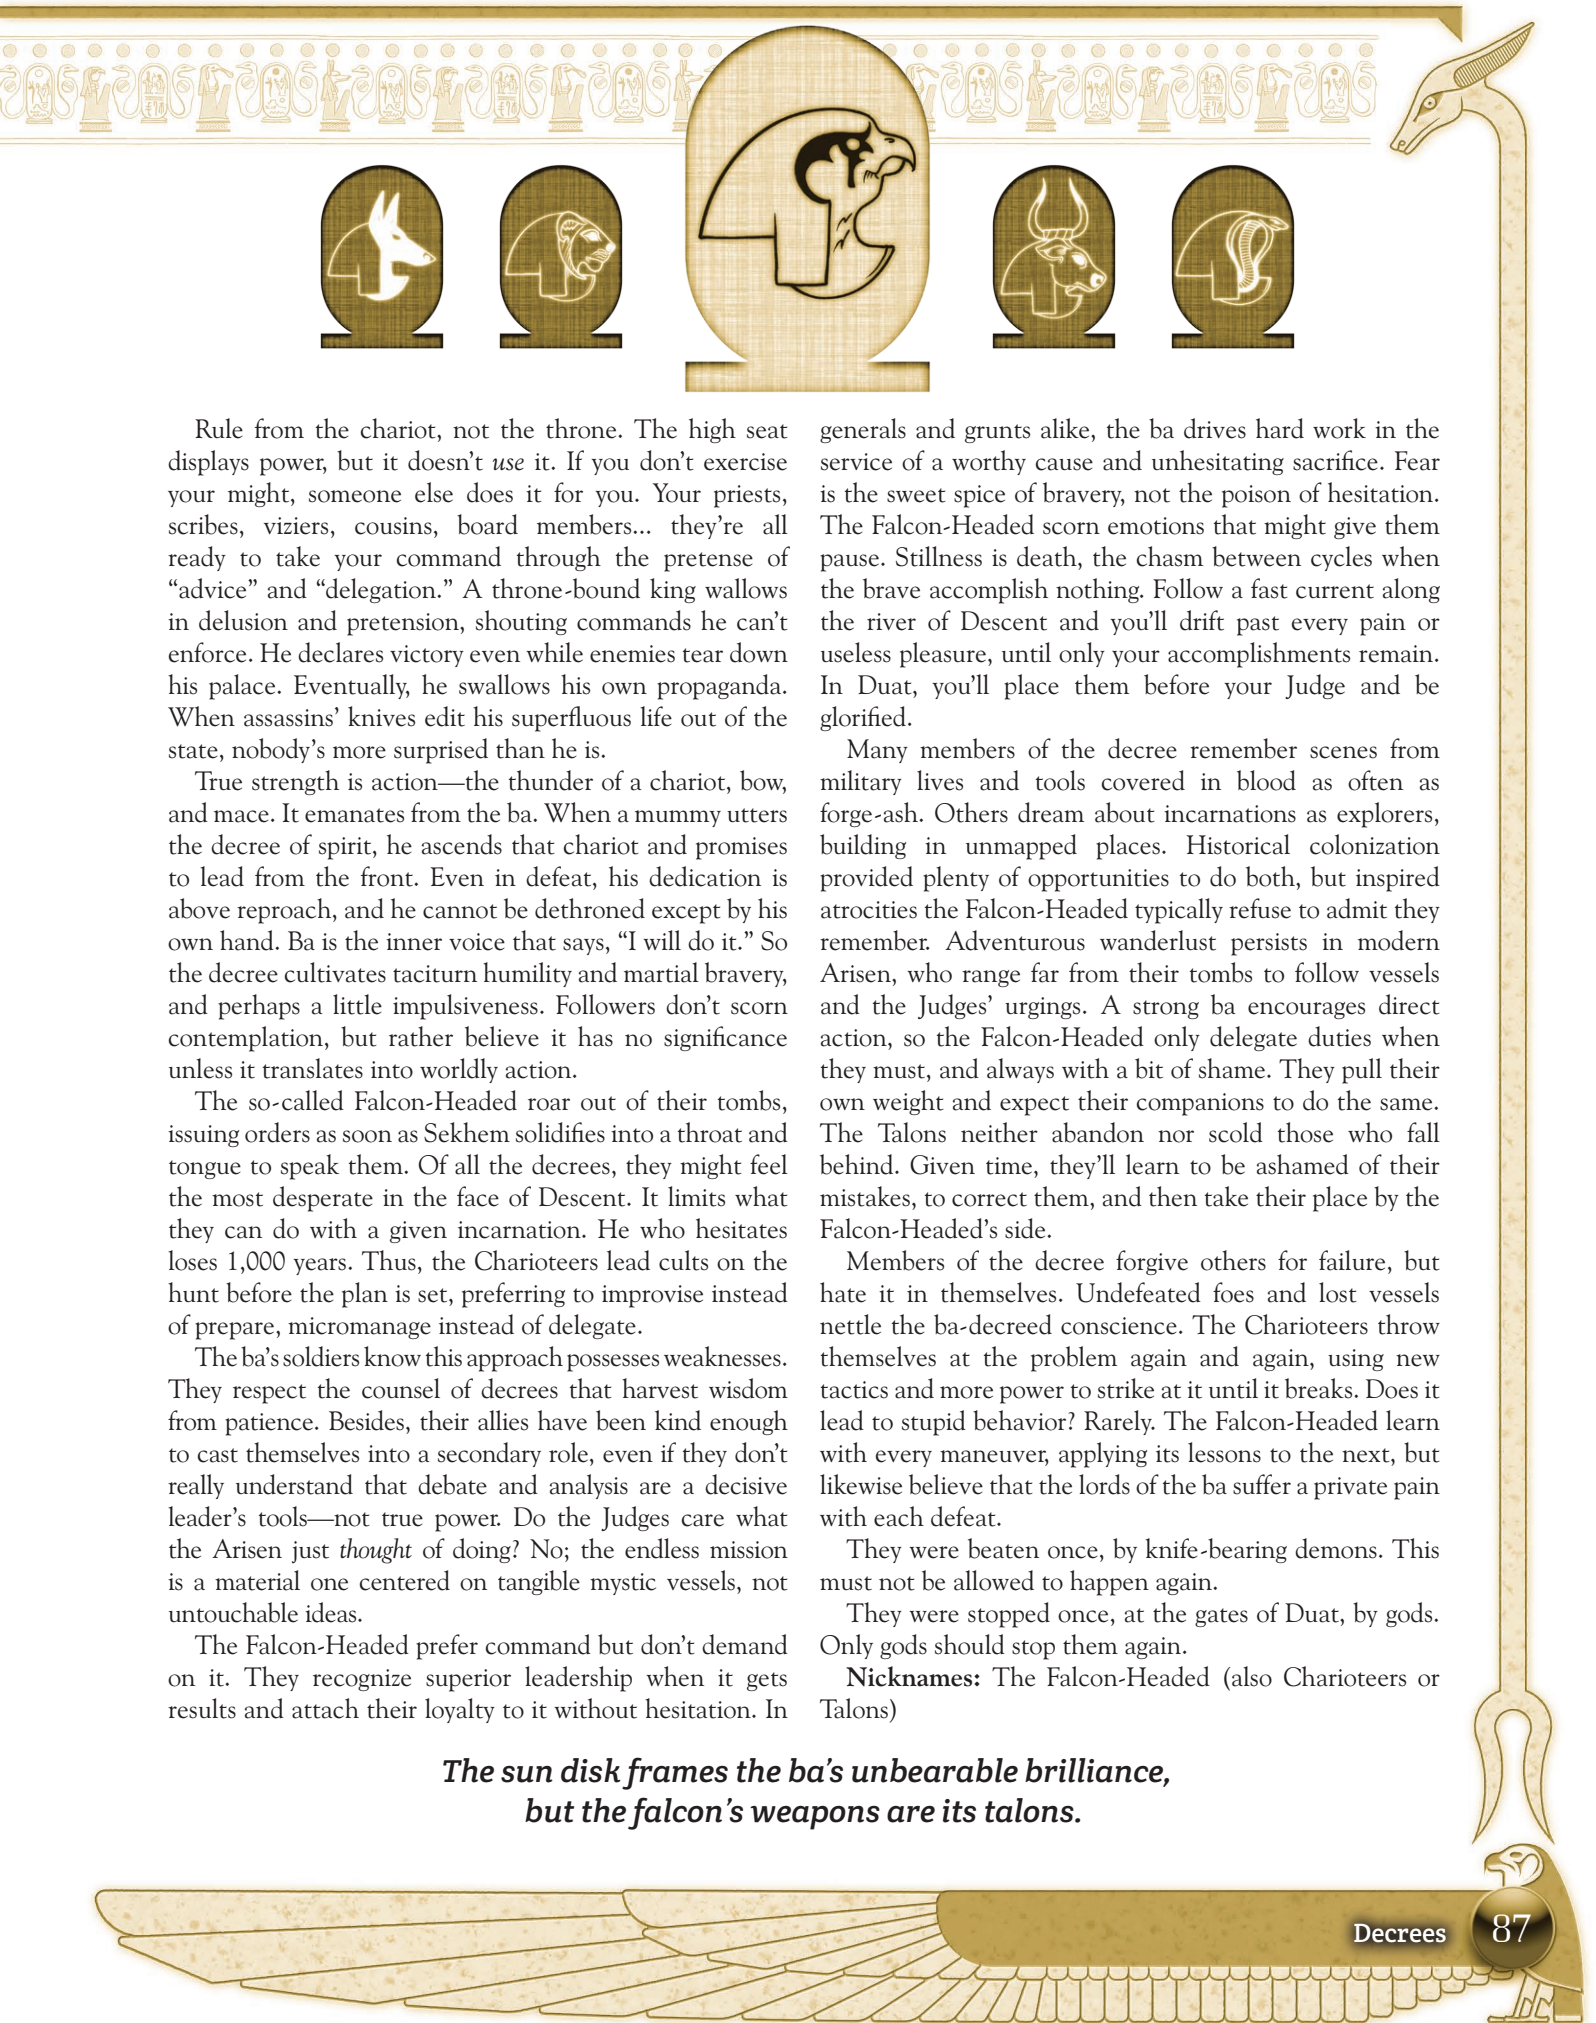 Rule from the chariot, not the throne. The high seat
displays power, but it doesn't use it. If you don't exercise
your might, someone else does it for you. Your priests,
scribes, viziers, cousins, board members... they're all
ready to take your command through the pretense of
“advice” and “delegation.” A throne-bound king wallows
in delusion and pretension, shouting commands he can't
enforce. He declares victory even while enemies tear down
his palace. Eventually, he swallows his own propaganda.
When assassins' knives edit his superfluous life out of the
state, nobody's more surprised than he is.
True strength is action—the thunder of a chariot, bow,
and mace. It emanates from the ba. When a mummy utters
the decree of spirit, he ascends that chariot and promises
to lead from the front. Even in defeat, his dedication is
above reproach, and he cannot be dethroned except by his
own hand. Ba is the inner voice that says, “I will do it.” So
the decree cultivates taciturn humility and martial bravery,
and perhaps a little impulsiveness. Followers don't scorn
contemplation, but rather believe it has no significance
unless it translates into worldly action.
The so-called Falcon-Headed roar out of their tombs,
issuing orders as soon as Sekhem solidifies into a throat and
tongue to speak them. Of all the decrees, they might feel
the most desperate in the face of Descent. It limits what
they can do with a given incarnation. He who hesitates
loses 1,000 years. Thus, the Charioteers lead cults on the
hunt before the plan is set, preferring to improvise instead
of prepare, micromanage instead of delegate.
The ba's soldiers know this approach possesses weaknesses.
They respect the counsel of decrees that harvest wisdom
from patience. Besides, their allies have been kind enough
to cast themselves into a secondary role, even if they don't
really understand that debate and analysis are a decisive
leader's tools—not true power. Do the Judges care what
the Arisen just thought of doing? No; the endless mission
is a material one centered on tangible mystic vessels, not
untouchable ideas.
The Falcon-Headed prefer command but don't demand
on it. They recognize superior leadership when it gets
results and attach their loyalty to it without hesitation. In
generals and grunts alike, the ba drives hard work in the
service of a worthy cause and unhesitating sacrifice. Fear
is the sweet spice of bravery, not the poison of hesitation.
The Falcon-Headed scorn emotions that might give them
pause. Stillness is death, the chasm between cycles when
the brave accomplish nothing. Follow a fast current along
the river of Descent and you'll drift past every pain or
useless pleasure, until only your accomplishments remain.
In Duat, you'll place them before your Judge and be
glorified.
Many members of the decree remember scenes from
military lives and tools covered in blood as often as
forge-ash. Others dream about incarnations as explorers,
building in unmapped places. Historical colonization
provided plenty of opportunities to do both, but inspired
atrocities the Falcon-Headed typically refuse to admit they
remember. Adventurous wanderlust persists in modern
Arisen, who range far from their tombs to follow vessels
and the Judges' urgings. A strong ba encourages direct
action, so the Falcon-Headed only delegate duties when
they must, and always with a bit of shame. They pull their
own weight and expect their companions to do the same.
The Talons neither abandon nor scold those who fall
behind. Given time, they'll learn to be ashamed of their
mistakes, to correct them, and then take their place by the
Falcon-Headed's side.
Members of the decree forgive others for failure, but
hate it in themselves. Undefeated foes and lost vessels
nettle the ba-decreed conscience. The Charioteers throw
themselves at the problem again and again, using new
tactics and more power to strike at it until it breaks. Does it
lead to stupid behavior? Rarely. The Falcon-Headed learn
with every maneuver, applying its lessons to the next, but
likewise believe that the lords of the ba suffer a private pain
with each defeat.
They were beaten once, by knife-bearing demons. This
must not be allowed to happen again.
They were stopped once, at the gates of Duat, by gods.
Only gods should stop them again.
Nicknames: The Falcon-Headed (also Charioteers or
Talons)
The sun disk frames the ba's unbearable brilliance,
but the falcon's weapons are its talons.
Decrees 87